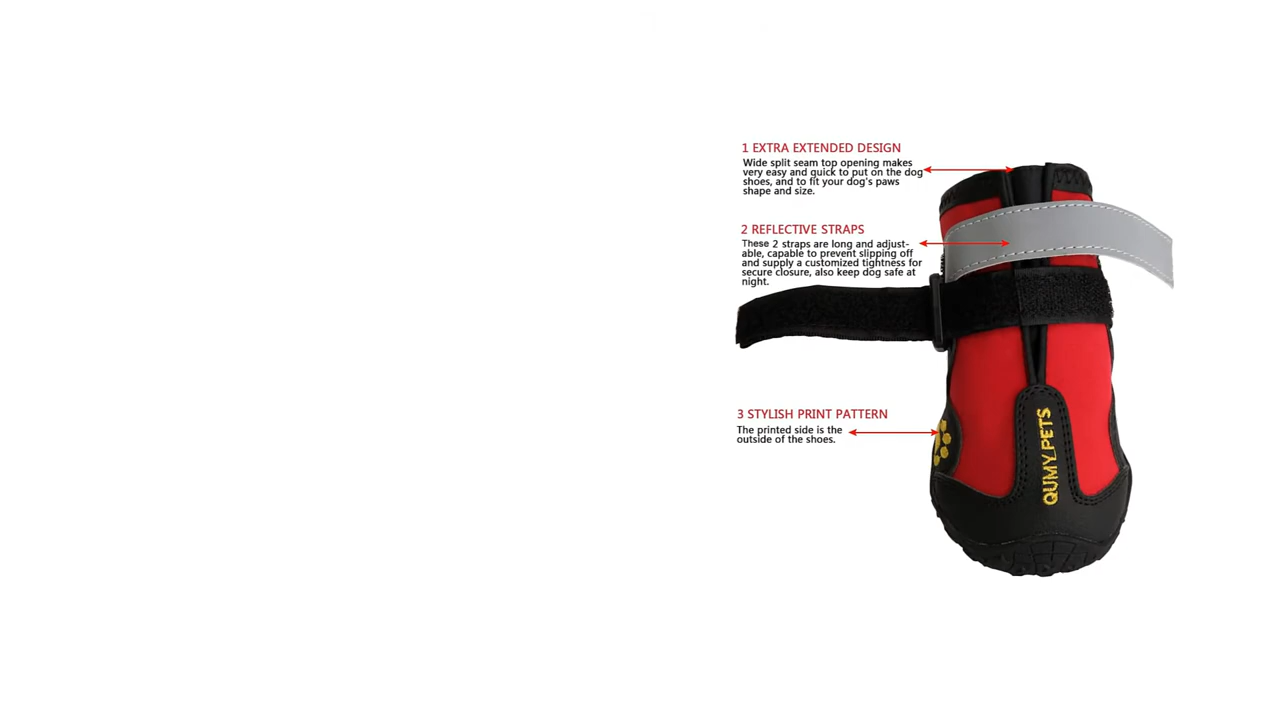 1 EXTRA EXTENDED DESIGN
Wide split seam top opening makes
very easy and quick to put on the dog
shoes, and to fit your dog's paws
shape and size.
2 REFLECTIVE STRAPS
These 2 straps are long and adjust-
able, capable to prevent slipping off
and supply a customized tightness for
secure closure, also keep dog safe at
night.
3 STYLISH PRINT PATTERN
The printed side is the
outside of the shoes.
QUMY_PETS